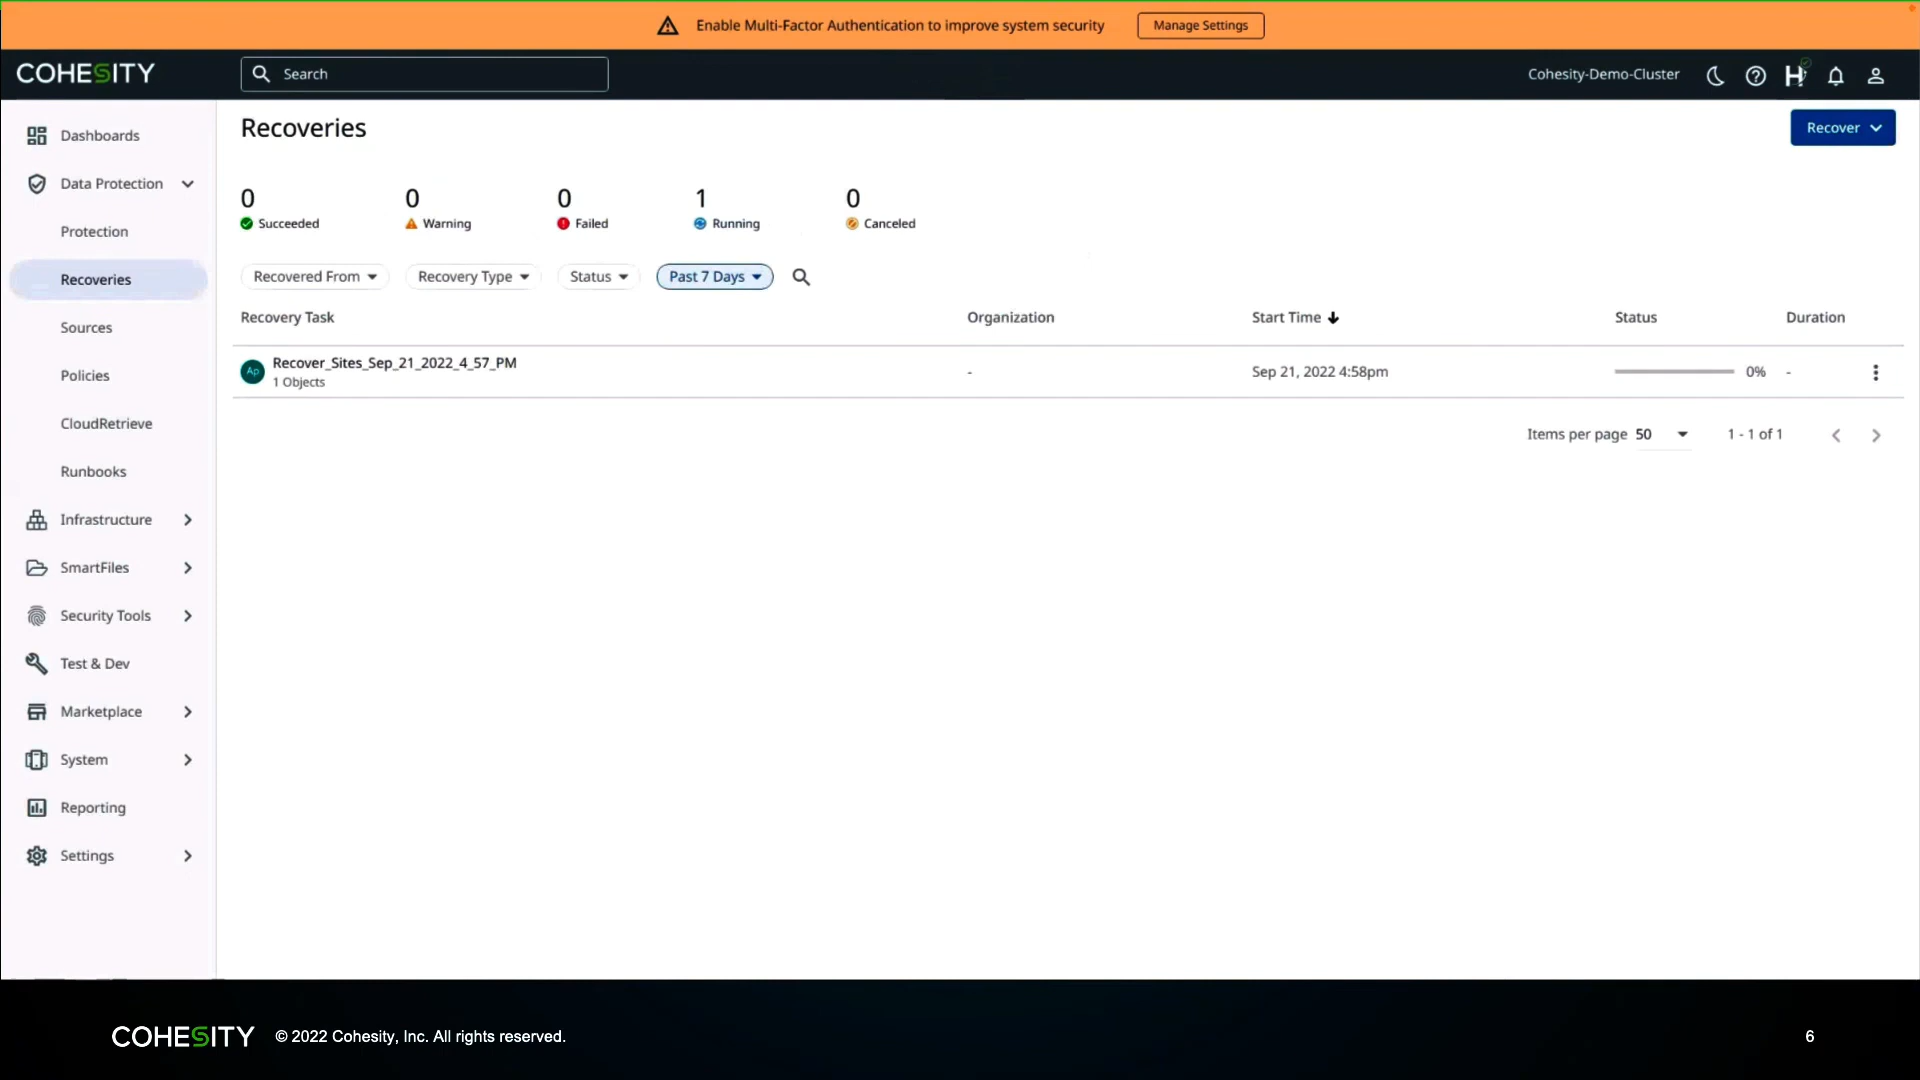 Enable Multi-Factor Authentication to improve system security
Manage Settings
COHESITY
Search
Cohesity-Demo-Cluster
Dashboards
Data Protection
Protection
Recoveries
Sources
Policies
CloudRetrieve
Runbooks
Infrastructure
SmartFiles
Security Tools
Test & Dev
Marketplace
System
Reporting
Settings
Recoveries
Recover
0
Succeeded
0
Warning
0
Failed
1
Running
0
Canceled
Recovered From
Recovery Type
Status
Past 7 Days
Recovery Task
Organization
Start Time
Status
Duration
Ap
Recover_Sites_Sep_21_2022_4_57_PM
1 Objects
-
Sep 21, 2022 4:58pm
0%
-
Items per page 50
1 - 1 of 1
COHESITY
© 2022 Cohesity, Inc. All rights reserved.
6